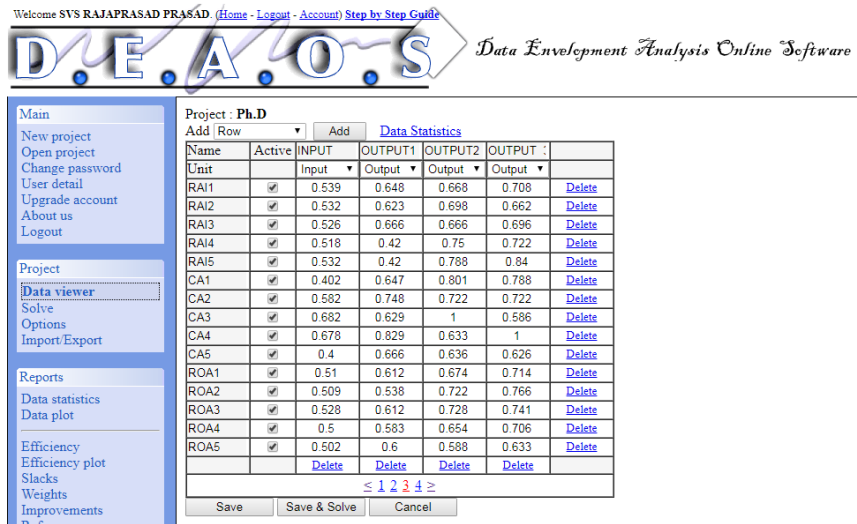 Welcome SVS RAJAPRASAD PRASAD. (Home - Logout - Account) Step by Step Guide
D.E.A.O.S
Data Envelopment Analysis Online Software
Main
New project
Open project
Change password
User detail
Upgrade account
About us
Logout
Project
Data viewer
Solve
Options
Import/Export
Reports
Data statistics
Data plot
Efficiency
Efficiency plot
Slacks
Weights
Improvements
Project : Ph.D
Add Row Add Data Statistics
Name Active INPUT OUTPUT1 OUTPUT2 OUTPUT
Unit Input Output Output Output
RAI1 0.539 0.648 0.668 0.708 Delete
RAI2 0.532 0.623 0.698 0.662 Delete
RAI3 0.526 0.666 0.666 0.696 Delete
RAI4 0.518 0.42 0.75 0.722 Delete
RAI5 0.532 0.42 0.788 0.84 Delete
CA1 0.402 0.647 0.801 0.788 Delete
CA2 0.582 0.748 0.722 0.722 Delete
CA3 0.682 0.629 1 0.586 Delete
CA4 0.678 0.829 0.633 1 Delete
CA5 0.4 0.666 0.636 0.626 Delete
ROA1 0.51 0.612 0.674 0.714 Delete
ROA2 0.509 0.538 0.722 0.766 Delete
ROA3 0.528 0.612 0.728 0.741 Delete
ROA4 0.5 0.583 0.654 0.706 Delete
ROA5 0.502 0.6 0.588 0.633 Delete
Delete Delete Delete Delete
< 1 2 3 4 >
Save Save & Solve Cancel